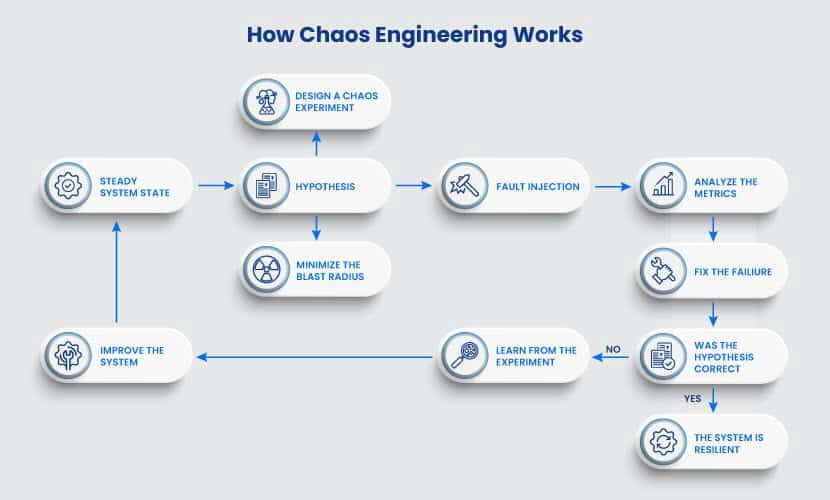 How Chaos Engineering Works
DESIGN A CHAOS
EXPERIMENT
STEADY
SYSTEM STATE
HYPOTHESIS
FAULT INJECTION
ANALYZE THE
METRICS
MINIMIZE THE
BLAST RADIUS
FIX THE FAILIURE
IMPROVE THE
SYSTEM
LEARN FROM THE
EXPERIMENT
NO
WAS THE
HYPOTHESIS
CORRECT
YES
THE SYSTEM IS
RESILIENT